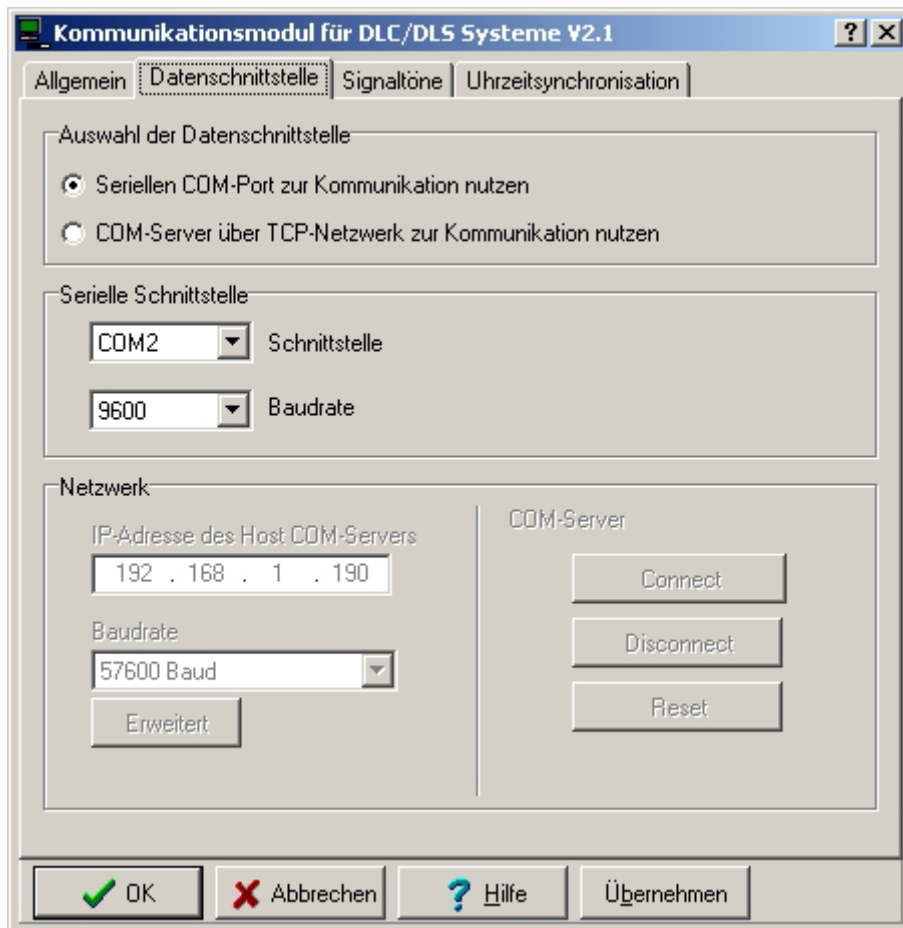 Kommunikationsmodul für DLC/DLS Systeme V2.1
Allgemein Datenschnittstelle Signaltöne Uhrzeitsynchronisation
Auswahl der Datenschnittstelle
Seriellen COM-Port zur Kommunikation nutzen
COM-Server über TCP-Netzwerk zur Kommunikation nutzen
Serielle Schnittstelle
COM2 Schnittstelle
9600 Baudrate
Netzwerk
IP-Adresse des Host COM-Servers
192 . 168 . 1 . 190
Baudrate
57600 Baud
Erweitert
COM-Server
Connect
Disconnect
Reset
OK Abbrechen Hilfe Übernehmen